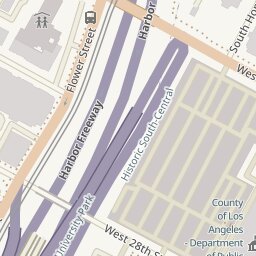 Flower Street
Harbor
South Ho
West
Harbor Freeway
Historic South-Central
University Park
West 28th S
County
of Los
Angeles
- Department
of Public